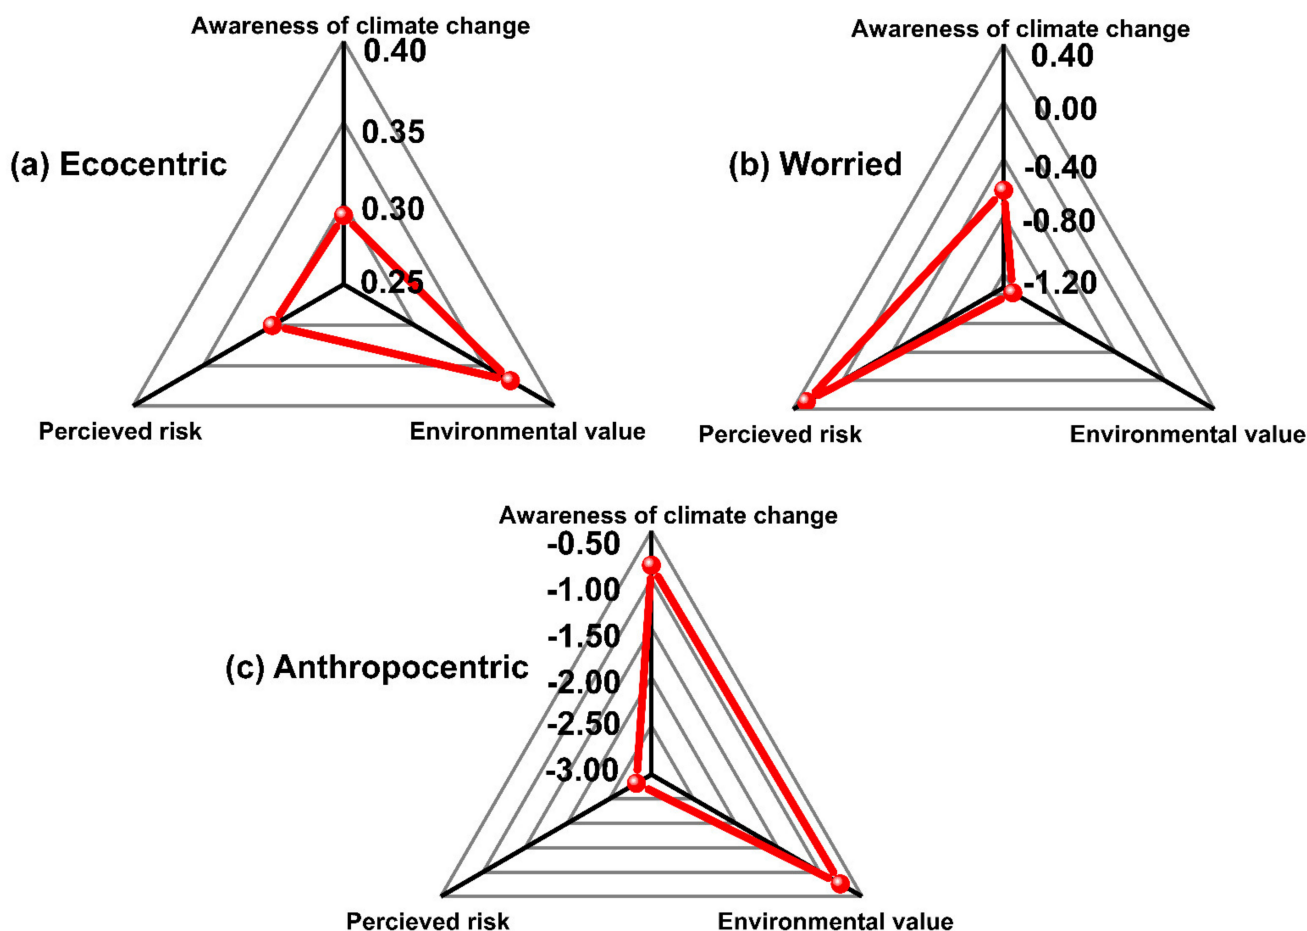 Awareness of climate change
0.40
0.35
(a) Ecocentric
0.30
0.25
Percieved risk
Environmental value
Awareness of climate change
0.40
0.00
(b) Worried
-0.40
-0.80
-1.20
Percieved risk
Environmental value
Awareness of climate change
-0.50
-1.00
-1.50
(c) Anthropocentric
-2.00
-2.50
-3.00
Percieved risk
Environmental value